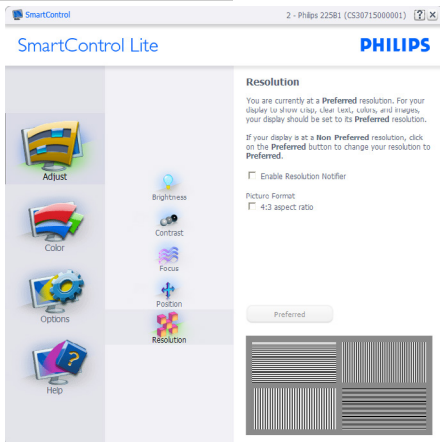 SmartControl
2 - Philips 225B1 (CS30715000001)
SmartControl Lite
PHILIPS
Adjust
Color
Options
Help
Brightness
Contrast
Focus
Position
Resolution
Resolution
You are currently at a Preferred resolution. For your
display to show crisp, clear text, colors, and images,
your display should be set to its Preferred resolution.
If your display is at a Non Preferred resolution, click
on the Preferred button to change your resolution to
Preferred.
Enable Resolution Notifier
Picture Format
4:3 aspect ratio
Preferred